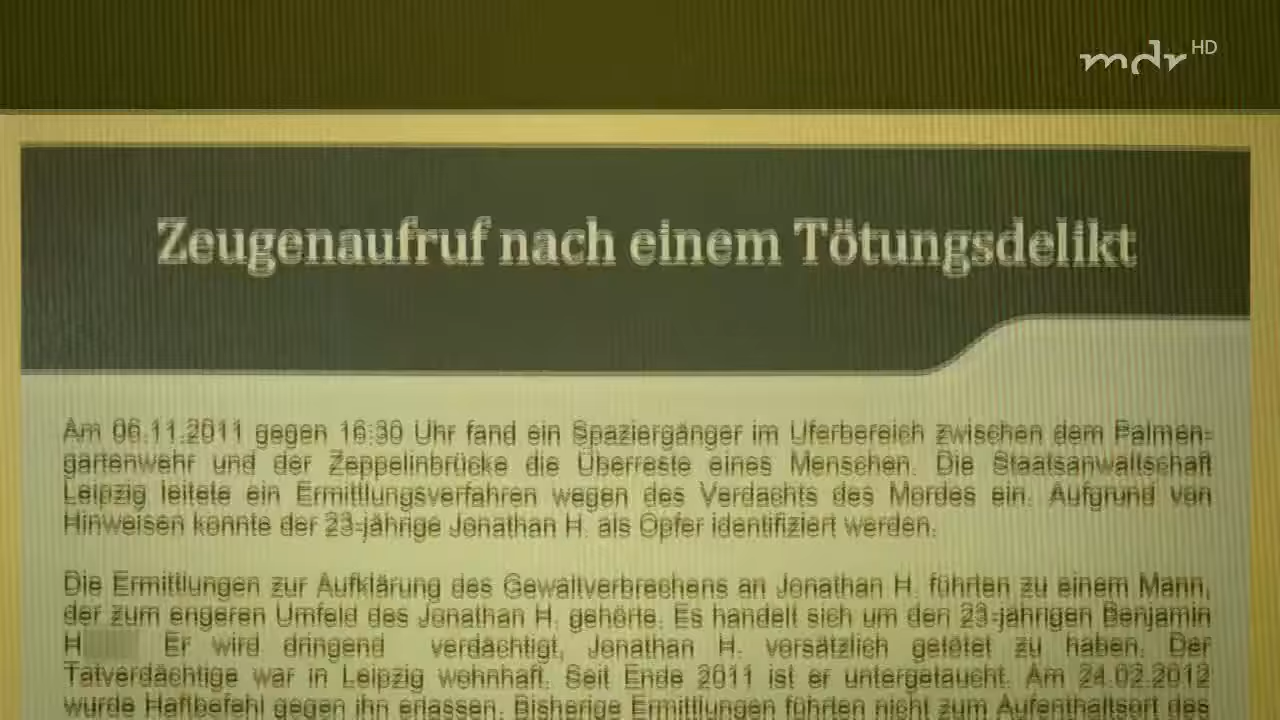 mdr HD
Zeugenaufruf nach einem Tötungsdelikt
Am 06.11.2011 gegen 16:30 Uhr fand ein Spaziergänger im Uferbereich zwischen dem Palmen-
gartenwehr und der Zeppelinbrücke die Überreste eines Menschen. Die Staatsanwaltschaft
Leipzig leitete ein Ermittlungsverfahren wegen des Verdachts des Mordes ein. Aufgrund von
Hinweisen konnte der 23-jährige Jonathan H. als Opfer identifiziert werden.
Die Ermittlungen zur Aufklärung des Gewaltverbrechens an Jonathan H. führten zu einem Mann,
der zum engeren Umfeld des Jonathan H. gehörte. Es handelt sich um den 23-jährigen Benjamin
H Er wird dringend verdächtigt, Jonathan H. vorsätzlich getötet zu haben. Der
Tatverdächtige war in Leipzig wohnhaft. Seit Ende 2011 ist er untergetaucht. Am 24.02.2012
wurde Haftbefehl gegen ihn erlassen. Bisherige Ermittlungen führten nicht zum Aufenthaltsort des